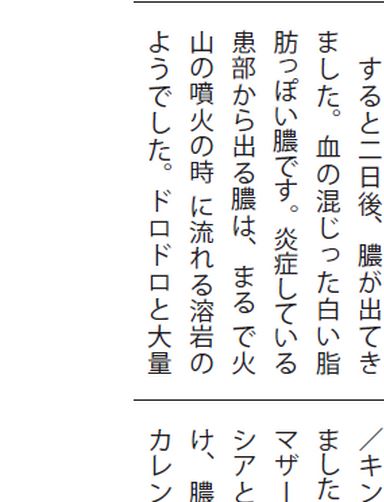 すると二日後、膿が出てき
ました。血の混じった白い脂
肪っぽい膿です。炎症している
患部から出る膿は、まるで火
山の噴火の時に流れる溶岩の
ようでした。ドロドロと大量
／キン
ました
マザー
シアと
け、膿
カレン